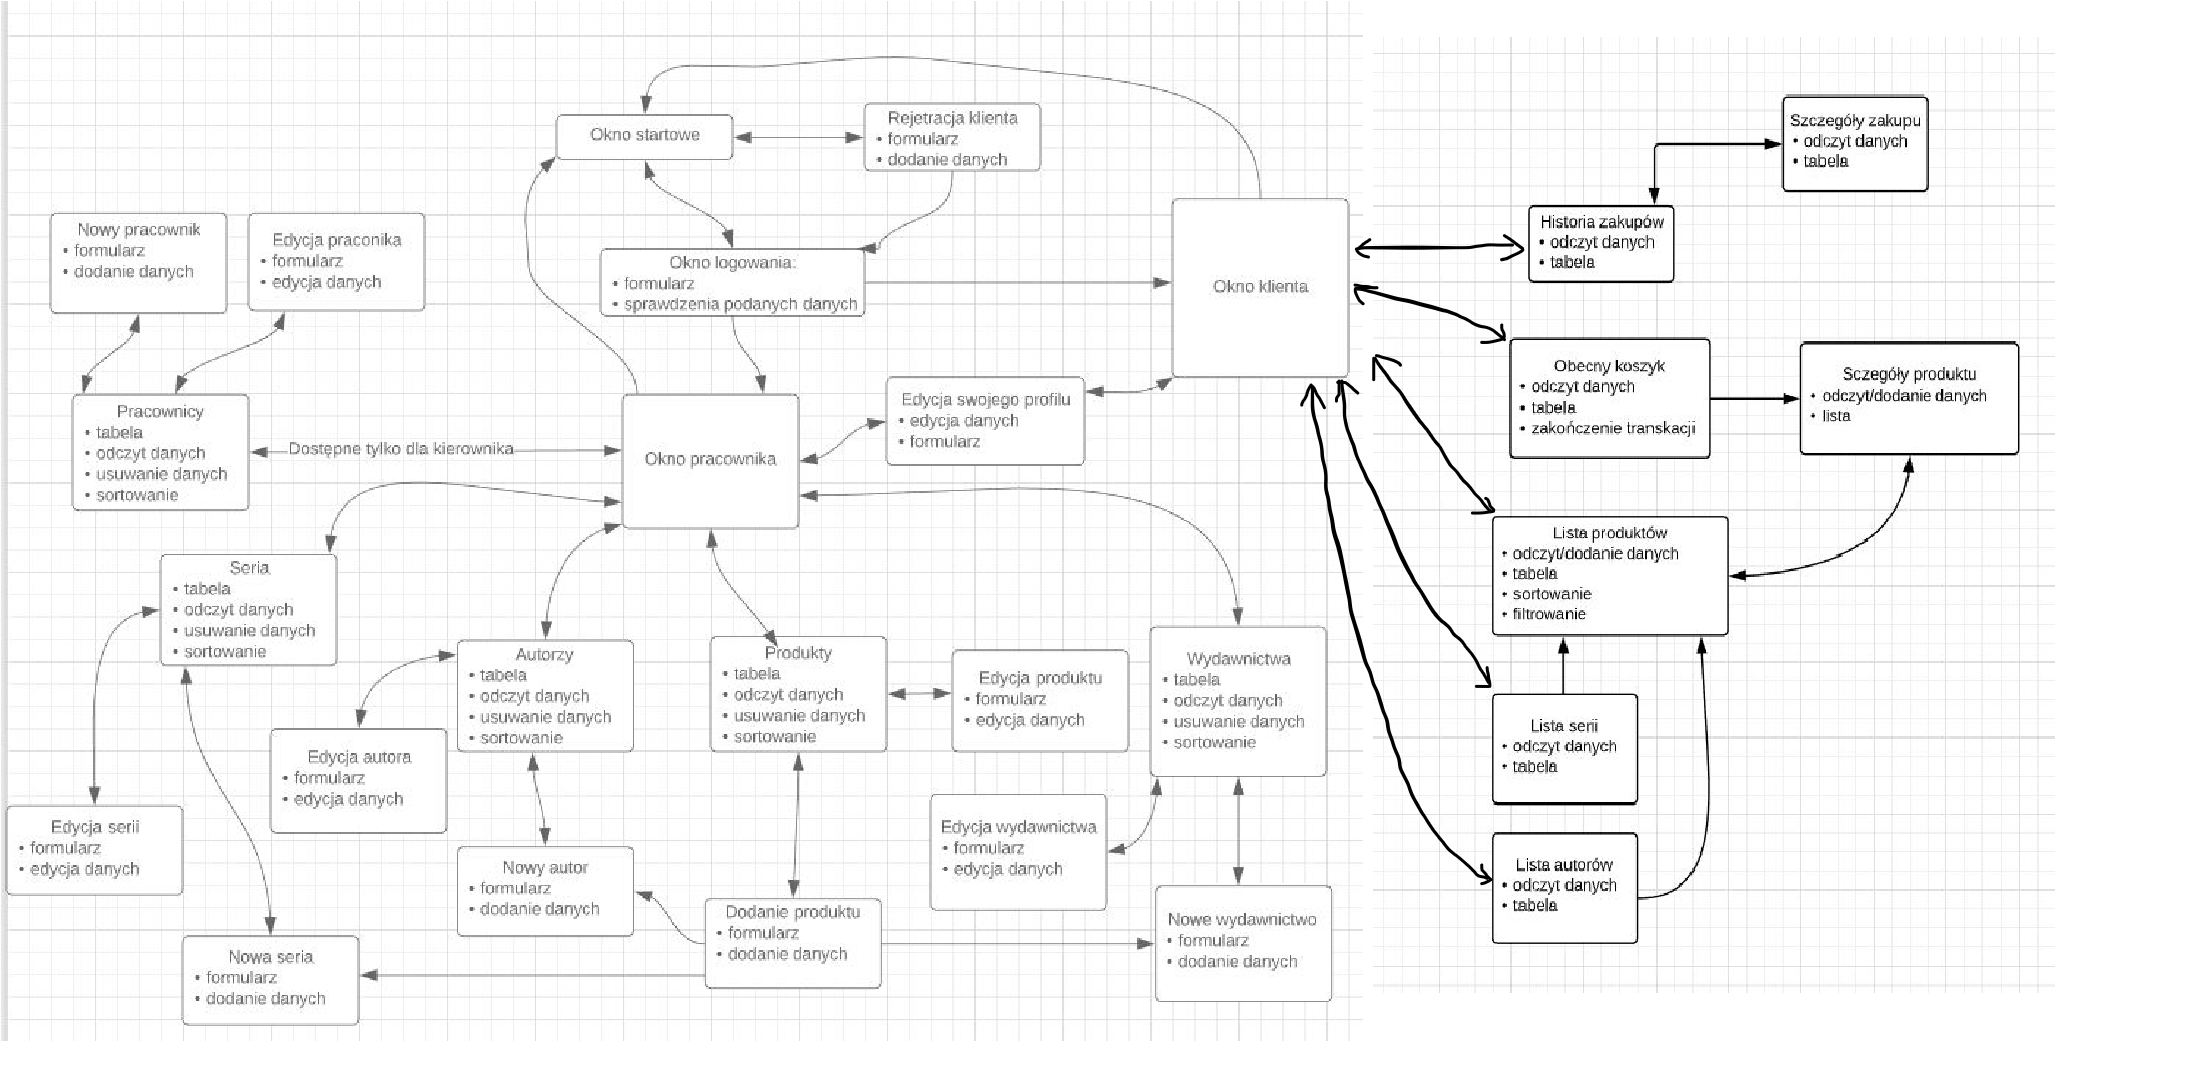 Okno startowe
Rejetracja klienta
• formularz
• dodanie danych
Szczegóły zakupu
• odczyt danych
• tabela
Nowy pracownik
• formularz
• dodanie danych
Edycja praconika
• formularz
• edycja danych
Okno logowania:
• formularz
• sprawdzenia podanych danych
Okno klienta
Historia zakupów
• odczyt danych
• tabela
Obecny koszyk
• odczyt danych
• tabela
• zakończenie transkacji
Sczegóły produktu
• odczyt/dodanie danych
• lista
Pracownicy
• tabela
• odczyt danych
• usuwanie danych
• sortowanie
Dostępne tylko dla kierownika
Okno pracownika
Edycja swojego profilu
• edycja danych
• formularz
Lista produktów
• odczyt/dodanie danych
• tabela
• sortowanie
• filtrowanie
Seria
• tabela
• odczyt danych
• usuwanie danych
• sortowanie
Autorzy
• tabela
• odczyt danych
• usuwanie danych
• sortowanie
Produkty
• tabela
• odczyt danych
• usuwanie danych
• sortowanie
Edycja produktu
• formularz
• edycja danych
Wydawnictwa
• tabela
• odczyt danych
• usuwanie danych
• sortowanie
Lista serii
• odczyt danych
• tabela
Edycja autora
• formularz
• edycja danych
Edycja serii
• formularz
• edycja danych
Nowy autor
• formularz
• dodanie danych
Edycja wydawnictwa
• formularz
• edycja danych
Lista autorów
• odczyt danych
• tabela
Dodanie produktu
• formularz
• dodanie danych
Nowe wydawnictwo
• formularz
• dodanie danych
Nowa seria
• formularz
• dodanie danych